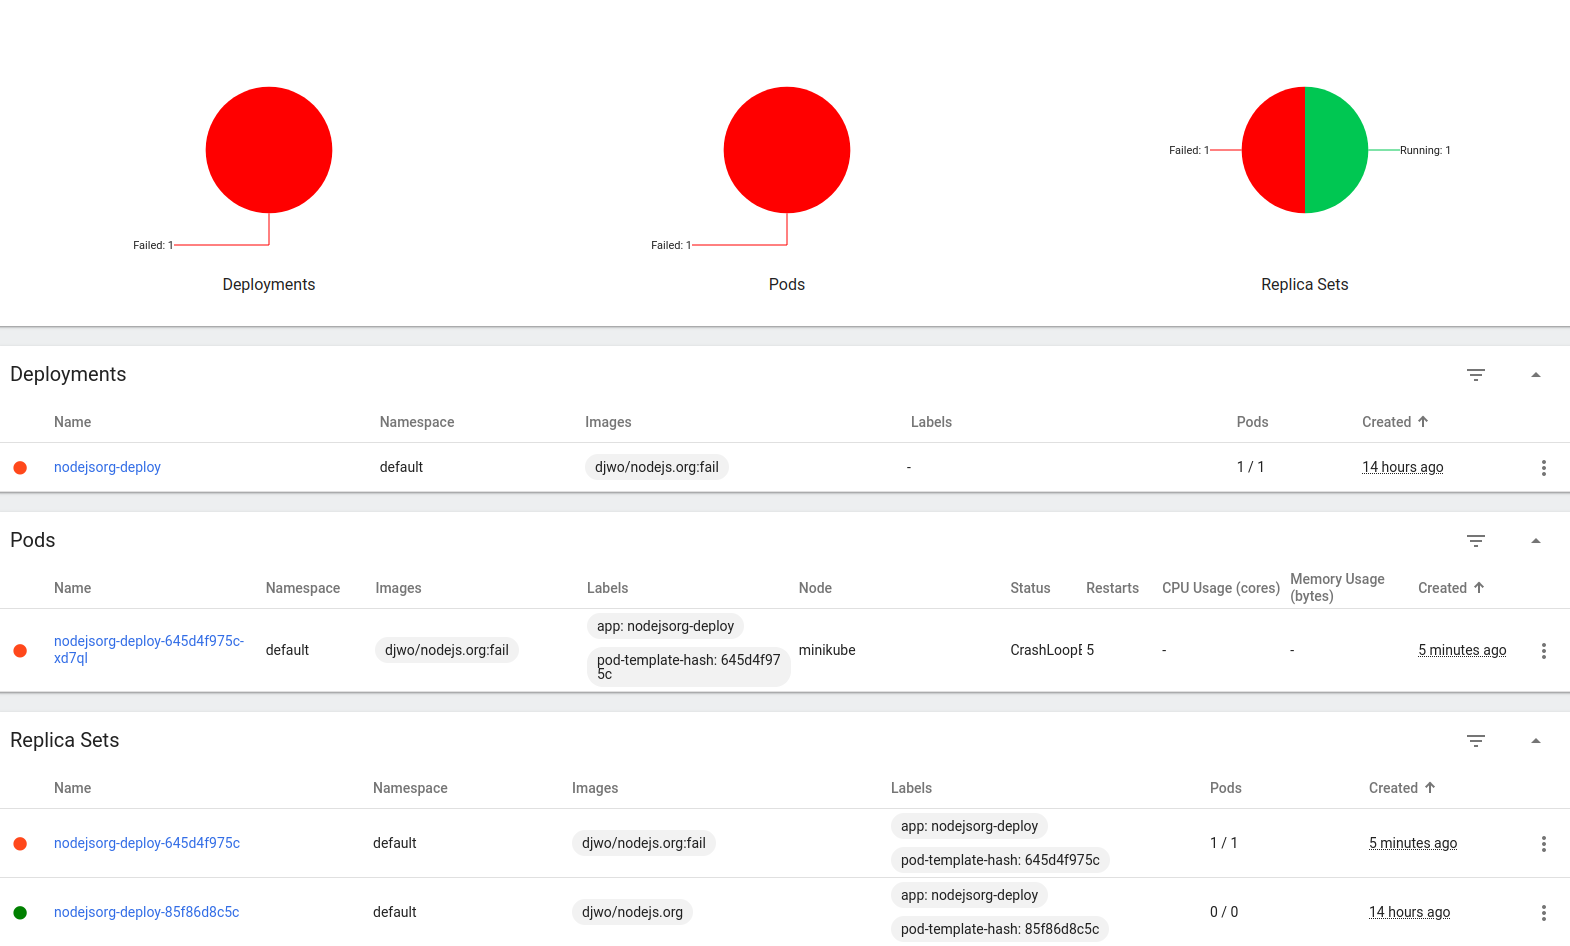 Failed: 1
Deployments
Failed: 1
Pods
Failed: 1
Running: 1
Replica Sets
Deployments
Name Namespace Images Labels Pods Created
nodejsorg-deploy default djwo/nodejs.org:fail - 1 / 1 14 hours ago
Pods
Name Namespace Images Labels Node Status Restarts CPU Usage (cores) Memory Usage
(bytes) Created
app: nodejsorg-deploy
nodejsorg-deploy-645d4f975c-
xd7ql default djwo/nodejs.org:fail minikube CrashLoopE 5 - - 5 minutes ago
pod-template-hash: 645d4f97
5c
Replica Sets
Name Namespace Images Labels Pods Created
app: nodejsorg-deploy
nodejsorg-deploy-645d4f975c default djwo/nodejs.org:fail 1 / 1 5 minutes ago
pod-template-hash: 645d4f975c
app: nodejsorg-deploy
nodejsorg-deploy-85f86d8c5c default djwo/nodejs.org 0 / 0 14 hours ago
pod-template-hash: 85f86d8c5c